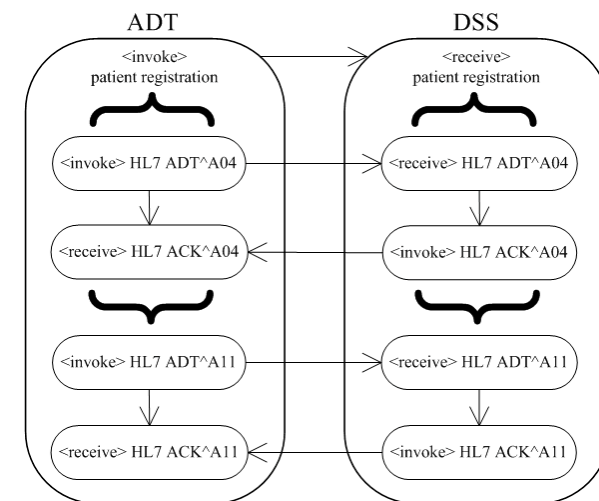 ADT
DSS
<invoke>
patient registration
<receive>
patient registration
<invoke> HL7 ADT^A04
<receive> HL7 ADT^A04
<receive> HL7 ACK^A04
<invoke> HL7 ACK^A04
<invoke> HL7 ADT^A11
<receive> HL7 ADT^A11
<receive> HL7 ACK^A11
<invoke> HL7 ACK^A11